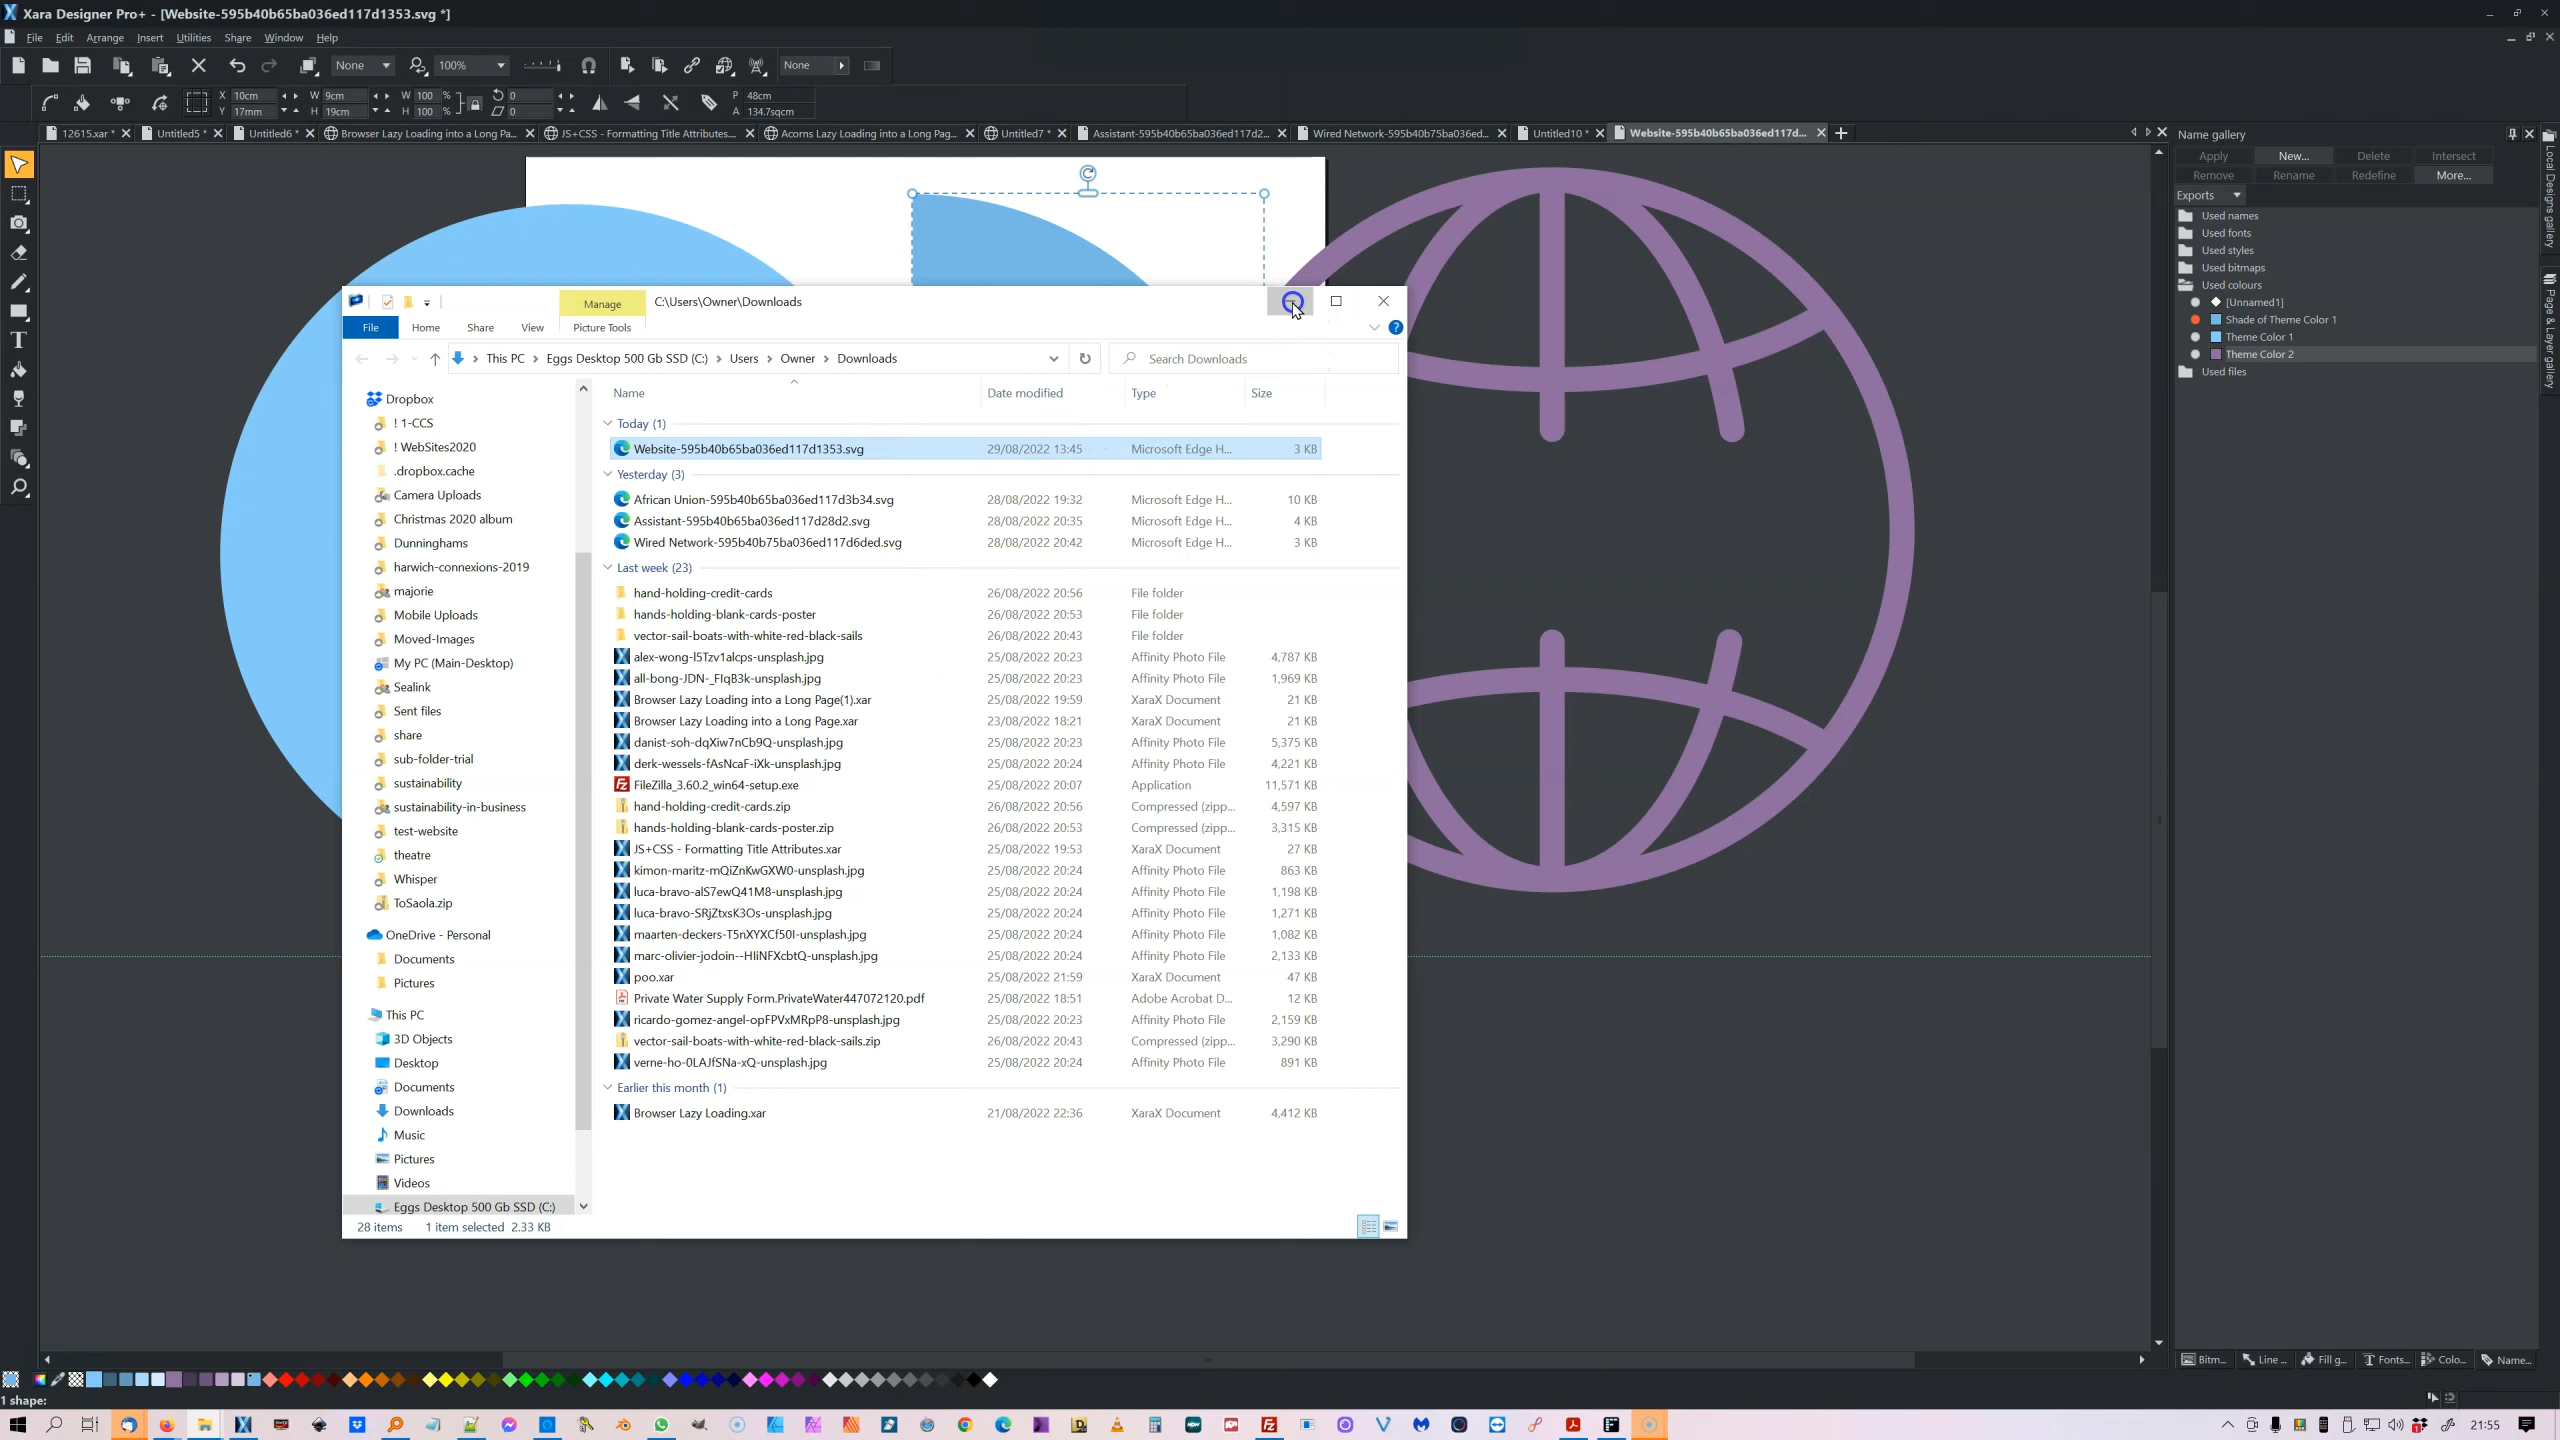 Xara Designer Pro+ - [Website-595b40b65ba036ed117d1353.svg *]
File Edit Arrange Insert Utilities Share Window Help
None 100% None
X 10cm W 9cm W 100 % 0 P 48cm
Y 17mm H 19cm H 100 % 0 A 134.7sqcm
12615.xar * Untitled5 * Untitled6 * Browser Lazy Loading into a Long Pa... JS+CSS - Formatting Title Attributes... Acorns Lazy Loading into a Long Pag... Untitled7 * Assistant-595b40b65ba036ed117d2... Wired Network-595b40b75ba036ed... Untitled10 * Website-595b40b65ba036ed117d...
Name gallery
Apply New... Delete Intersect
Remove Rename Redefine More...
Exports
Used names
Used fonts
Used styles
Used bitmaps
Used colours
[Unnamed1]
Shade of Theme Color 1
Theme Color 1
Theme Color 2
Used files
Local Designs gallery
Page & Layer gallery
Manage C:\Users\Owner\Downloads
File Home Share View Picture Tools
This PC > Eggs Desktop 500 Gb SSD (C:) > Users > Owner > Downloads
Search Downloads
Dropbox
! 1-CCS
! WebSites2020
.dropbox.cache
Camera Uploads
Christmas 2020 album
Dunninghams
harwich-connexions-2019
majorie
Mobile Uploads
Moved-Images
My PC (Main-Desktop)
Sealink
Sent files
share
sub-folder-trial
sustainability
sustainability-in-business
test-website
theatre
Whisper
ToSaola.zip
OneDrive - Personal
Documents
Pictures
This PC
3D Objects
Desktop
Documents
Downloads
Music
Pictures
Videos
Eggs Desktop 500 Gb SSD (C:)
Name Date modified Type Size
Today (1)
Website-595b40b65ba036ed117d1353.svg 29/08/2022 13:45 Microsoft Edge H... 3 KB
Yesterday (3)
African Union-595b40b65ba036ed117d3b34.svg 28/08/2022 19:32 Microsoft Edge H... 10 KB
Assistant-595b40b65ba036ed117d28d2.svg 28/08/2022 20:35 Microsoft Edge H... 4 KB
Wired Network-595b40b75ba036ed117d6ded.svg 28/08/2022 20:42 Microsoft Edge H... 3 KB
Last week (23)
hand-holding-credit-cards 26/08/2022 20:56 File folder
hands-holding-blank-cards-poster 26/08/2022 20:53 File folder
vector-sail-boats-with-white-red-black-sails 26/08/2022 20:43 File folder
alex-wong-l5Tzv1alcps-unsplash.jpg 25/08/2022 20:23 Affinity Photo File 4,787 KB
all-bong-JDN-_FIqB3k-unsplash.jpg 25/08/2022 20:23 Affinity Photo File 1,969 KB
Browser Lazy Loading into a Long Page(1).xar 25/08/2022 19:59 XaraX Document 21 KB
Browser Lazy Loading into a Long Page.xar 23/08/2022 18:21 XaraX Document 21 KB
danist-soh-dqXiw7nCb9Q-unsplash.jpg 25/08/2022 20:23 Affinity Photo File 5,375 KB
derk-wessels-fAsNcaF-iXk-unsplash.jpg 25/08/2022 20:24 Affinity Photo File 4,221 KB
FileZilla_3.60.2_win64-setup.exe 25/08/2022 20:07 Application 11,571 KB
hand-holding-credit-cards.zip 26/08/2022 20:56 Compressed (zipp... 4,597 KB
hands-holding-blank-cards-poster.zip 26/08/2022 20:53 Compressed (zipp... 3,315 KB
JS+CSS - Formatting Title Attributes.xar 25/08/2022 19:53 XaraX Document 27 KB
kimon-maritz-mQiZnKwGXW0-unsplash.jpg 25/08/2022 20:24 Affinity Photo File 863 KB
luca-bravo-alS7ewQ41M8-unsplash.jpg 25/08/2022 20:24 Affinity Photo File 1,198 KB
luca-bravo-SRjZtxsK3Os-unsplash.jpg 25/08/2022 20:24 Affinity Photo File 1,271 KB
maarten-deckers-T5nXYXCf50I-unsplash.jpg 25/08/2022 20:24 Affinity Photo File 1,082 KB
marc-olivier-jodoin--HIiNFXcbtQ-unsplash.jpg 25/08/2022 20:24 Affinity Photo File 2,133 KB
poo.xar 25/08/2022 21:59 XaraX Document 47 KB
Private Water Supply Form.PrivateWater447072120.pdf 25/08/2022 18:51 Adobe Acrobat D... 12 KB
ricardo-gomez-angel-opFPVxMRpP8-unsplash.jpg 25/08/2022 20:23 Affinity Photo File 2,159 KB
vector-sail-boats-with-white-red-black-sails.zip 26/08/2022 20:43 Compressed (zipp... 3,290 KB
verne-ho-0LAJfSNa-xQ-unsplash.jpg 25/08/2022 20:24 Affinity Photo File 891 KB
Earlier this month (1)
Browser Lazy Loading.xar 21/08/2022 22:36 XaraX Document 4,412 KB
28 items 1 item selected 2.33 KB
Bitm... Line ... Fill g... Fonts... Colo... Name...
1 shape:
21:55